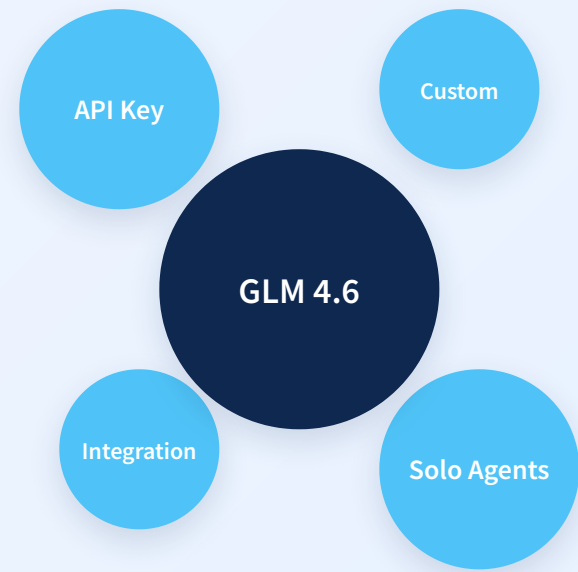 API Key
Custom
GLM 4.6
Integration
Solo Agents